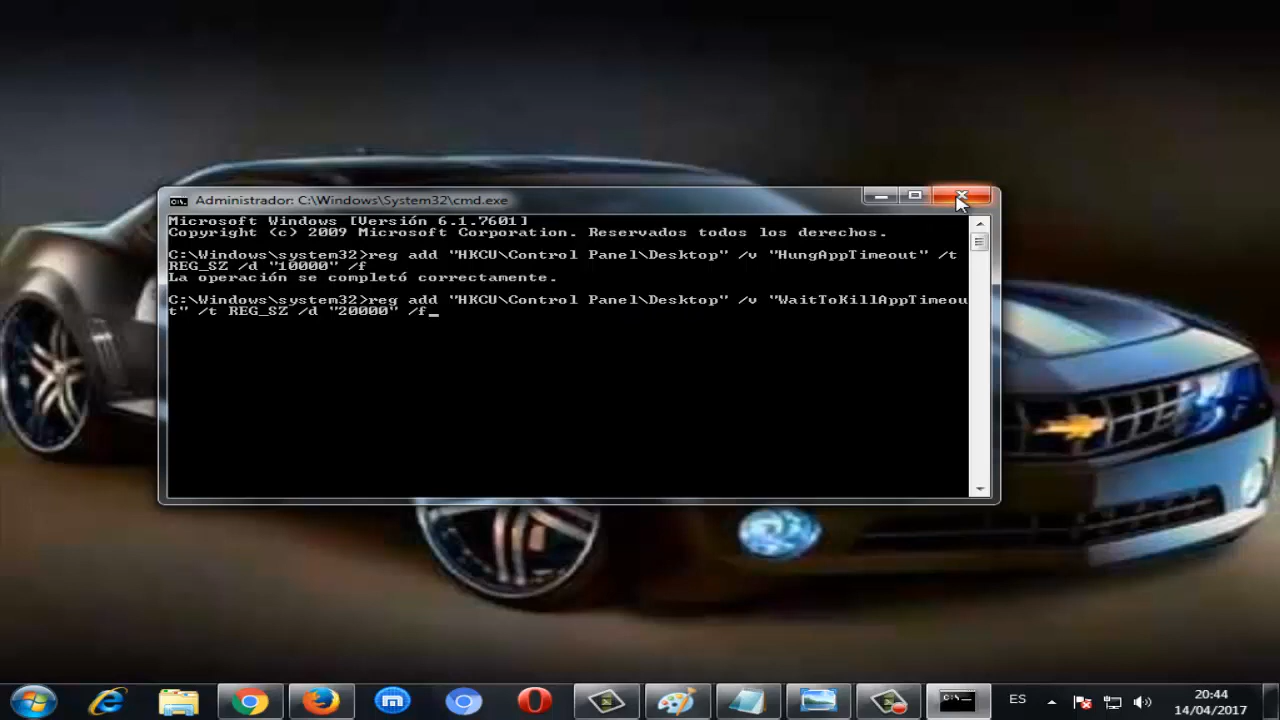 Administrador: C:\Windows\System32\cmd.exe
Microsoft Windows [Versión 6.1.7601]
Copyright (c) 2009 Microsoft Corporation. Reservados todos los derechos.
C:\Windows\system32>reg add "HKCU\Control Panel\Desktop" /v "HungAppTimeout" /t
REG_SZ /d "10000" /f
La operación se completó correctamente.
C:\Windows\system32>reg add "HKCU\Control Panel\Desktop" /v "WaitToKillAppTimeou
t" /t REG_SZ /d "20000" /f
ES
20:44
14/04/2017